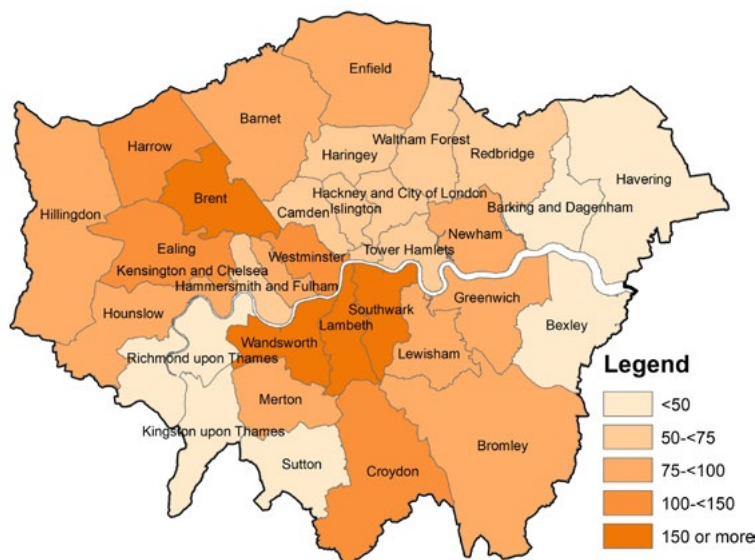 Enfield
Barnet
Harrow
Waltham Forest
Haringey
Redbridge
Havering
Brent
Hackney and City of London
Hillingdon
Camden
Islington
Barking and Dagenham
Ealing
Westminster
Newham
Tower Hamlets
Kensington and Chelsea
Hammersmith and Fulham
Hounslow
Southwark
Greenwich
Bexley
Lambeth
Wandsworth
Lewisham
Richmond upon Thames
Merton
Kingston upon Thames
Bromley
Sutton
Croydon
Legend
<50
50-<75
75-<100
100-<150
150 or more